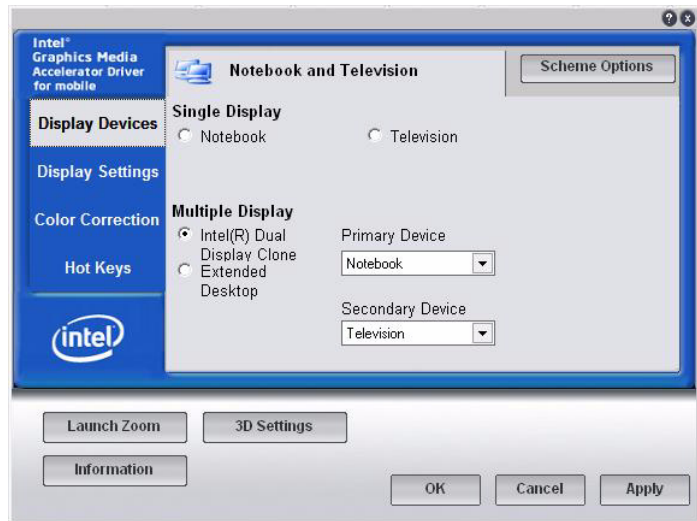 Intel®
Graphics Media
Accelerator Driver
for mobile
Notebook and Television
Scheme Options
Display Devices
Display Settings
Color Correction
Hot Keys
intel
Single Display
Notebook
Television
Multiple Display
Intel(R) Dual
Display Clone
Extended
Desktop
Primary Device
Notebook
Secondary Device
Television
Launch Zoom
3D Settings
Information
OK
Cancel
Apply